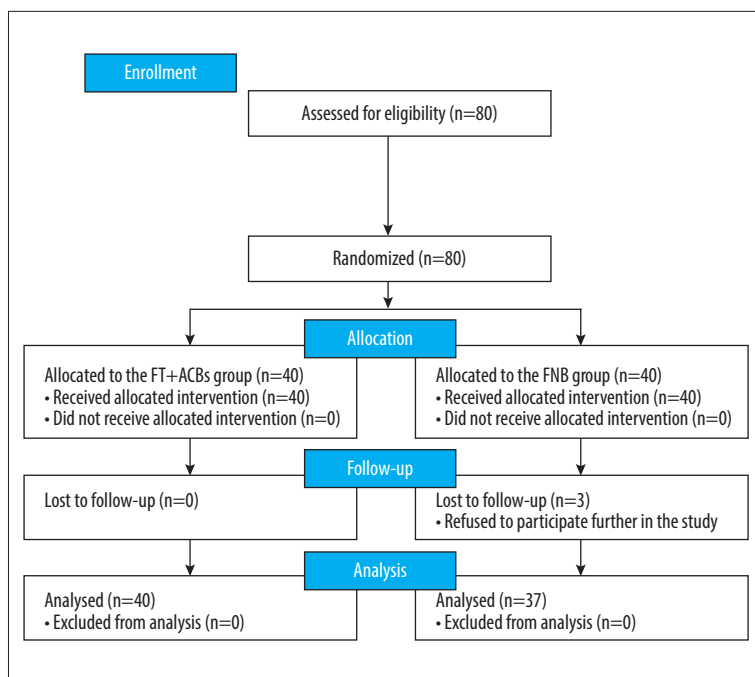 Enrollment
Assessed for eligibility (n=80)
Randomized (n=80)
Allocation
Allocated to the FT+ACBs group (n=40)
• Received allocated intervention (n=40)
• Did not receive allocated intervention (n=0)
Allocated to the FNB group (n=40)
• Received allocated intervention (n=40)
• Did not receive allocated intervention (n=0)
Follow-up
Lost to follow-up (n=0)
Lost to follow-up (n=3)
• Refused to participate further in the study
Analysis
Analysed (n=40)
• Excluded from analysis (n=0)
Analysed (n=37)
• Excluded from analysis (n=0)